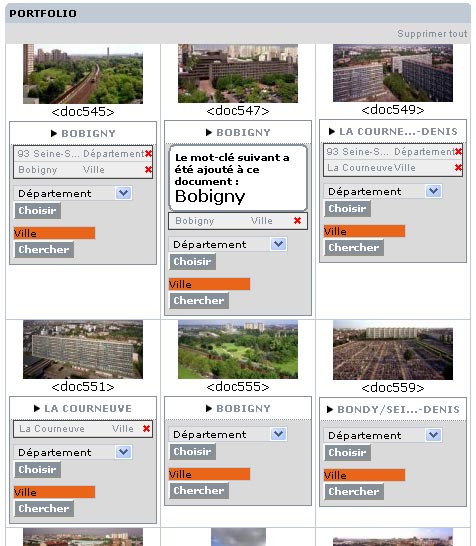 PORTFOLIO
Supprimer tout
<doc545>
<doc547>
<doc549>
BOBIGNY
BOBIGNY
LA COURNE...-DENIS
93 Seine-S... Département
Bobigny Ville
Le mot-clé suivant a
été ajouté à ce
document :
Bobigny
Bobigny Ville
93 Seine-S... Département
La Courneuve Ville
Département
Choisir
Ville
Chercher
Département
Choisir
Ville
Chercher
Département
Choisir
Ville
Chercher
<doc551>
<doc555>
<doc559>
LA COURNEUVE
BOBIGNY
BONDY/SEI...-DENIS
La Courneuve Ville
Département
Choisir
Ville
Chercher
Département
Choisir
Ville
Chercher
Département
Choisir
Ville
Chercher